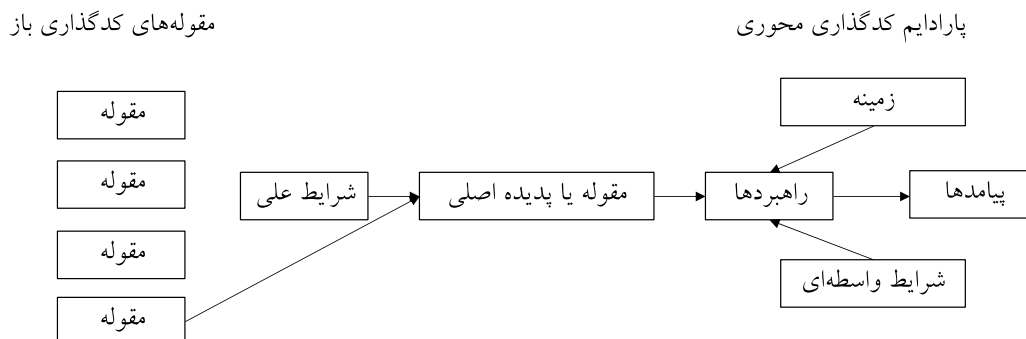 پارادایم کدگذاری محوری
مقوله‌های کدگذاری باز
زمینه
مقوله
مقوله
مقوله
مقوله
شرایط علی
مقوله یا پدیده اصلی
راهبردها
پیامدها
شرایط واسطه‌ای